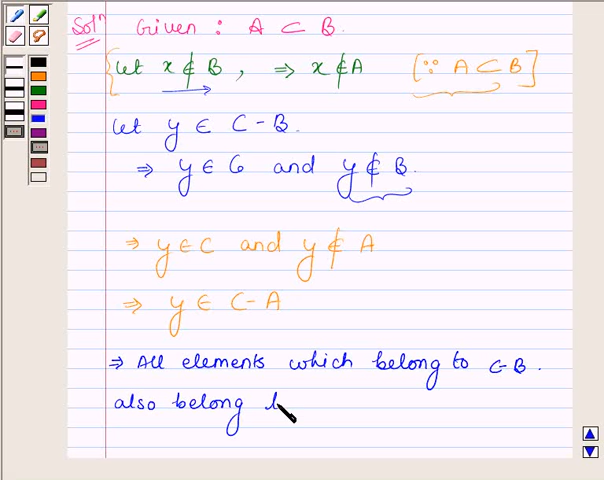 Solⁿ Given : A ⊂ B.
Let x ∉ B, ⇒ x ∉ A [∵ A ⊂ B]
Let y ∈ C - B.
⇒ y ∈ C and y ∉ B.
⇒ y ∈ C and y ∉ A
⇒ y ∈ C - A
⇒ All elements which belong to C-B.
also belong